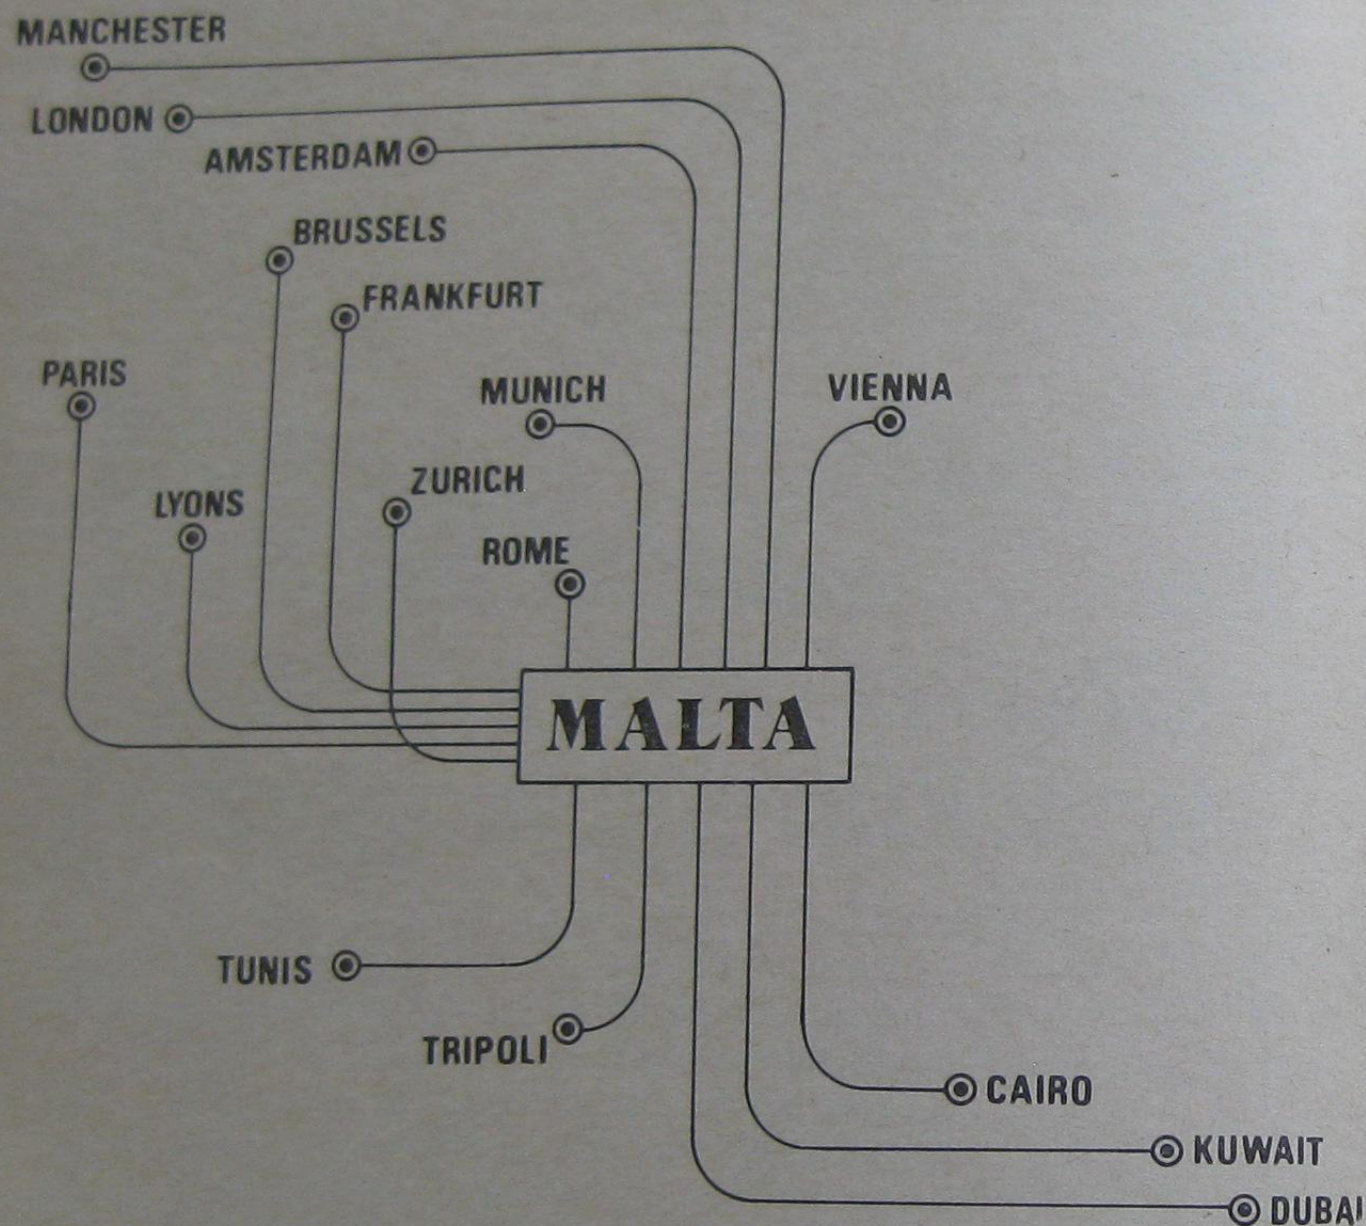 MANCHESTER
LONDON
AMSTERDAM
BRUSSELS
FRANKFURT
PARIS
MUNICH
VIENNA
ZURICH
LYONS
ROME
MALTA
TUNIS
TRIPOLI
CAIRO
KUWAIT
DUBAI